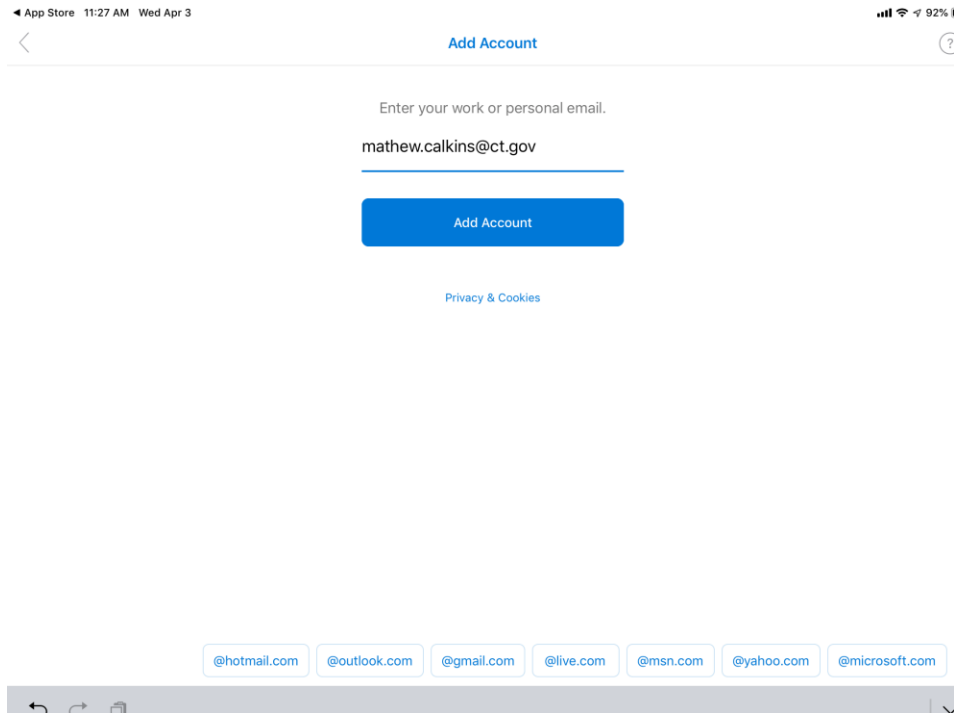 ◄ App Store 11:27 AM Wed Apr 3 92%
Add Account
?
Enter your work or personal email.
mathew.calkins@ct.gov
Add Account
Privacy & Cookies
@hotmail.com @outlook.com @gmail.com @live.com @msn.com @yahoo.com @microsoft.com